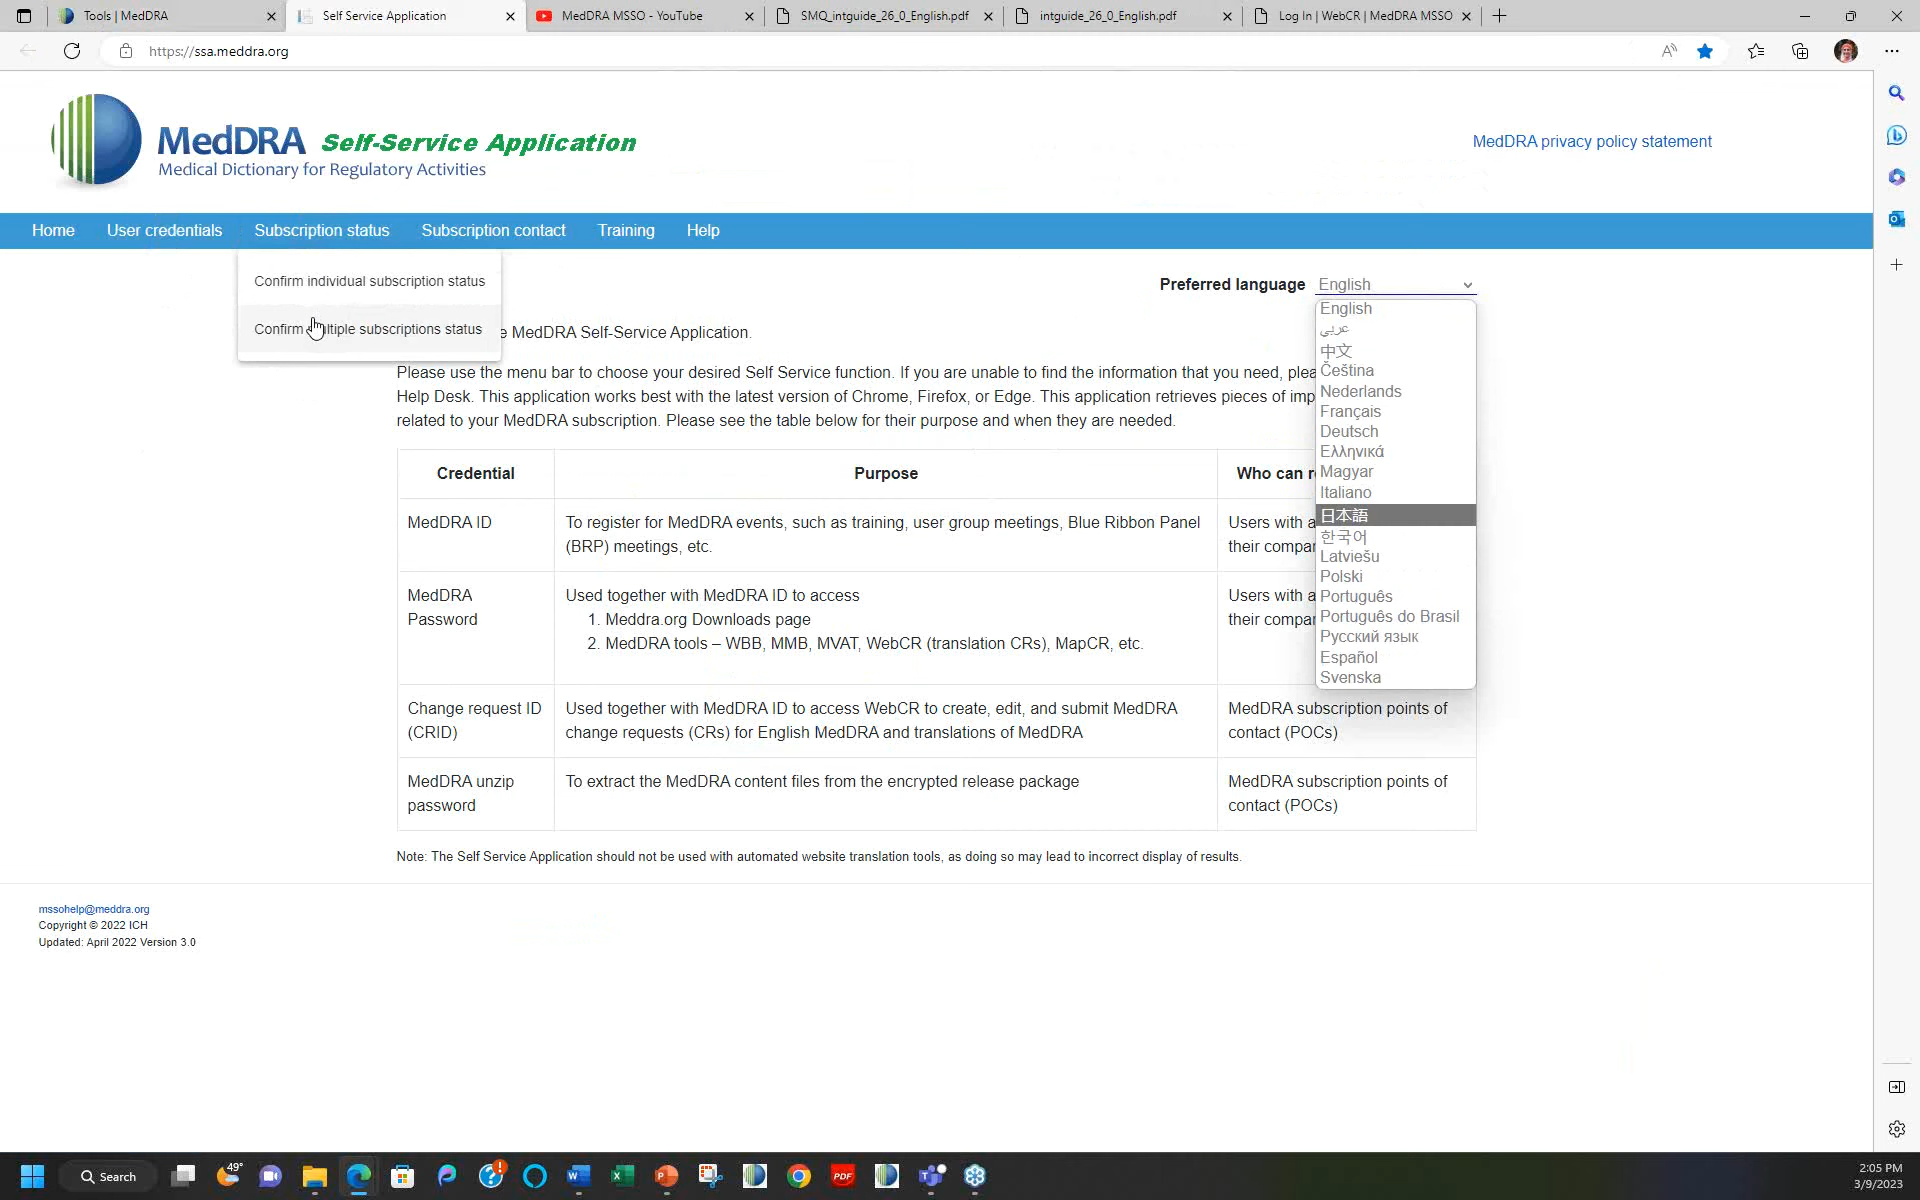 Tools | MedDRA
Self Service Application
MedDRA MSSO - YouTube
SMQ_intguide_26_0_English.pdf
intguide_26_0_English.pdf
Log In | WebCR | MedDRA MSSO
https://ssa.meddra.org
MedDRA Self-Service Application
Medical Dictionary for Regulatory Activities
MedDRA privacy policy statement
Home User credentials Subscription status Subscription contact Training Help
Confirm individual subscription status
Confirm multiple subscriptions status
Preferred language English
English
عربي
中文
Čeština
Nederlands
Français
Deutsch
Ελληνικά
Magyar
Italiano
日本語
한국어
Latviešu
Polski
Português
Português do Brasil
Русский язык
Español
Svenska
e MedDRA Self-Service Application.
Please use the menu bar to choose your desired Self Service function. If you are unable to find the information that you need, plea
Help Desk. This application works best with the latest version of Chrome, Firefox, or Edge. This application retrieves pieces of imp
related to your MedDRA subscription. Please see the table below for their purpose and when they are needed.
Credential Purpose Who can r
MedDRA ID
To register for MedDRA events, such as training, user group meetings, Blue Ribbon Panel
(BRP) meetings, etc.
Users with a
their compar
MedDRA
Password
Used together with MedDRA ID to access
1. Meddra.org Downloads page
2. MedDRA tools – WBB, MMB, MVAT, WebCR (translation CRs), MapCR, etc.
Users with a
their compar
Change request ID
(CRID)
Used together with MedDRA ID to access WebCR to create, edit, and submit MedDRA
change requests (CRs) for English MedDRA and translations of MedDRA
MedDRA subscription points of
contact (POCs)
MedDRA unzip
password
To extract the MedDRA content files from the encrypted release package
MedDRA subscription points of
contact (POCs)
Note: The Self Service Application should not be used with automated website translation tools, as doing so may lead to incorrect display of results.
mssohelp@meddra.org
Copyright © 2022 ICH
Updated: April 2022 Version 3.0
Search
49°
PDF
2:05 PM
3/9/2023